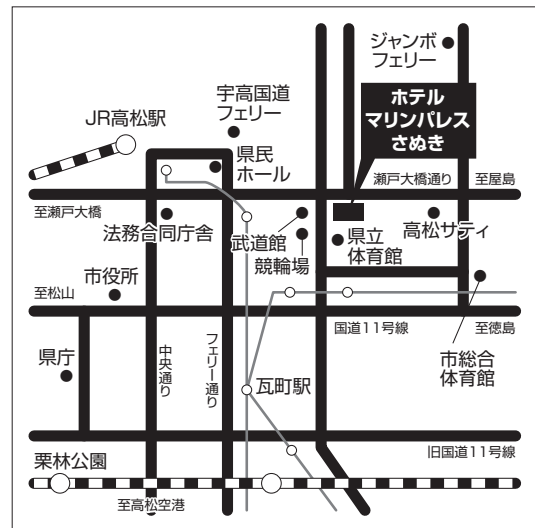 ジャンボ
フェリー
ホテル
マリンパレス
さぬき
宇高国道
フェリー
JR高松駅
県民
ホール
瀬戸大橋通り
至屋島
至瀬戸大橋
法務合同庁舎
武道館
競輪場
県立
体育館
高松サティ
市役所
至松山
国道11号線
至徳島
市総合
体育館
県庁
中央通り
フェリー通り
瓦町駅
旧国道11号線
栗林公園
至高松空港